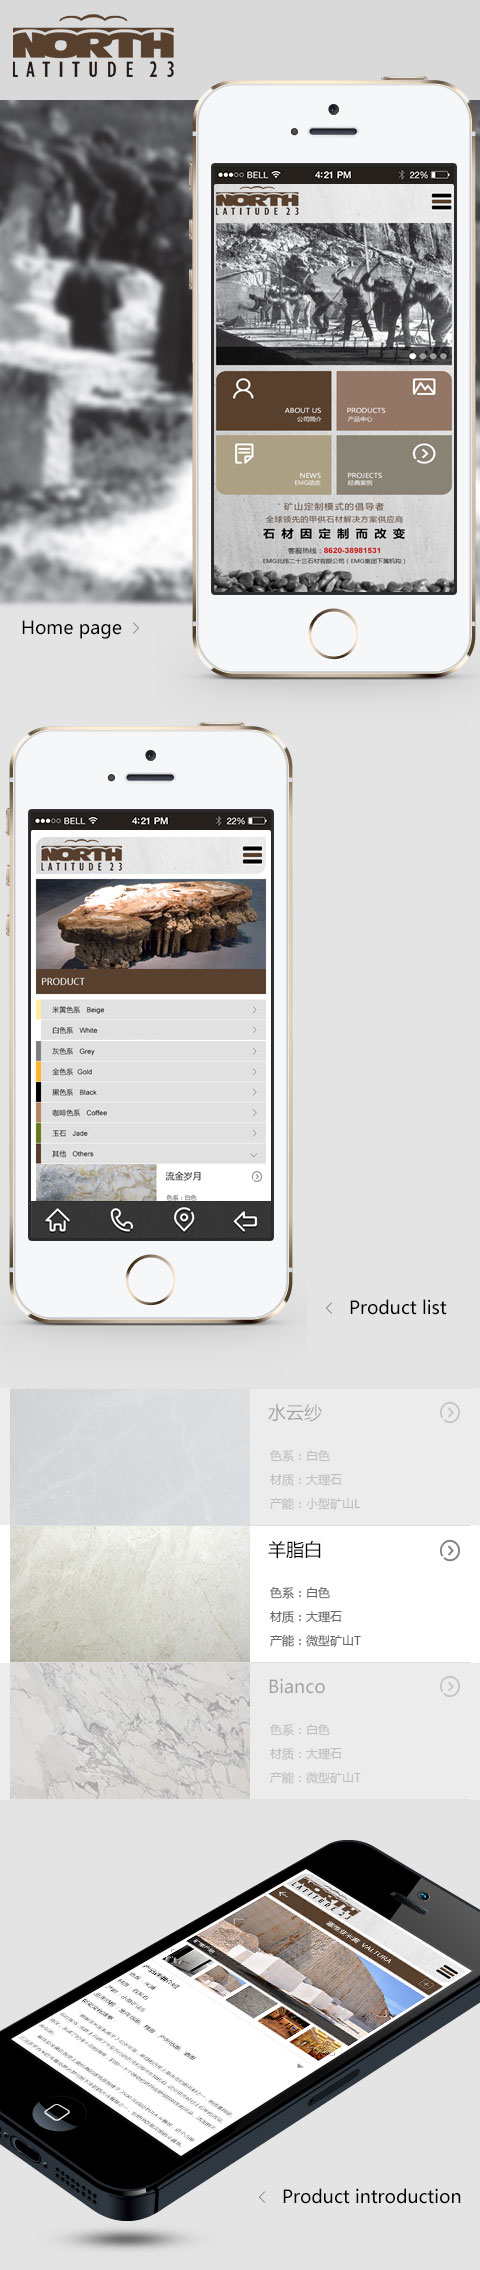 NORTH
LATITUDE 23
BELL 4:21 PM 22%
NORTH
LATITUDE 23
ABOUT US
公司简介
PRODUCTS
产品中心
NEWS
EMG动态
PROJECTS
经典案例
矿山定制模式的倡导者
全球领先的甲供石材解决方案供应商
石材因定制而改变
客服热线：8620-38981531
EMG北纬二十三石材有限公司（EMG集团下属机构）
Home page
BELL 4:21 PM 22%
NORTH
LATITUDE 23
PRODUCT
米黄色系 Beige
白色系 White
灰色系 Grey
金色系 Gold
黑色系 Black
咖啡色系 Coffee
玉石 Jade
其他 Others
流金岁月
色系：白色
Product list
水云纱
色系：白色
材质：大理石
产能：小型矿山L
羊脂白
色系：白色
材质：大理石
产能：微型矿山T
Bianco
色系：白色
材质：大理石
产能：微型矿山T
NORTH
LATITUDE 23
VALTURA
Product introduction